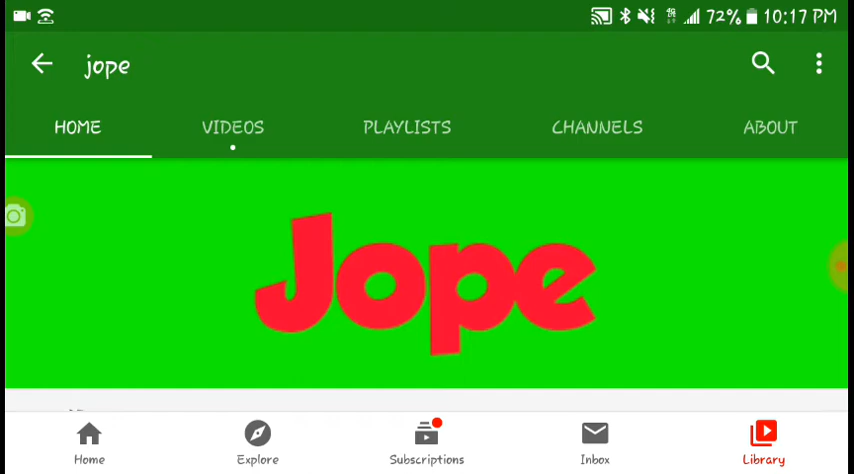 72% 10:17 PM
jope
HOME VIDEOS PLAYLISTS CHANNELS ABOUT
Jope
Home Explore Subscriptions Inbox Library